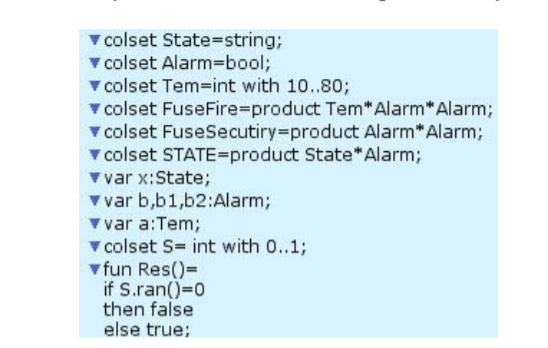 colset State=string;
colset Alarm=bool;
colset Tem=int with 10..80;
colset FuseFire=product Tem*Alarm*Alarm;
colset FuseSecutiry=product Alarm*Alarm;
colset STATE=product State*Alarm;
var x:State;
var b,b1,b2:Alarm;
var a:Tem;
colset S= int with 0..1;
fun Res()=
if S.ran()=0
then false
else true;